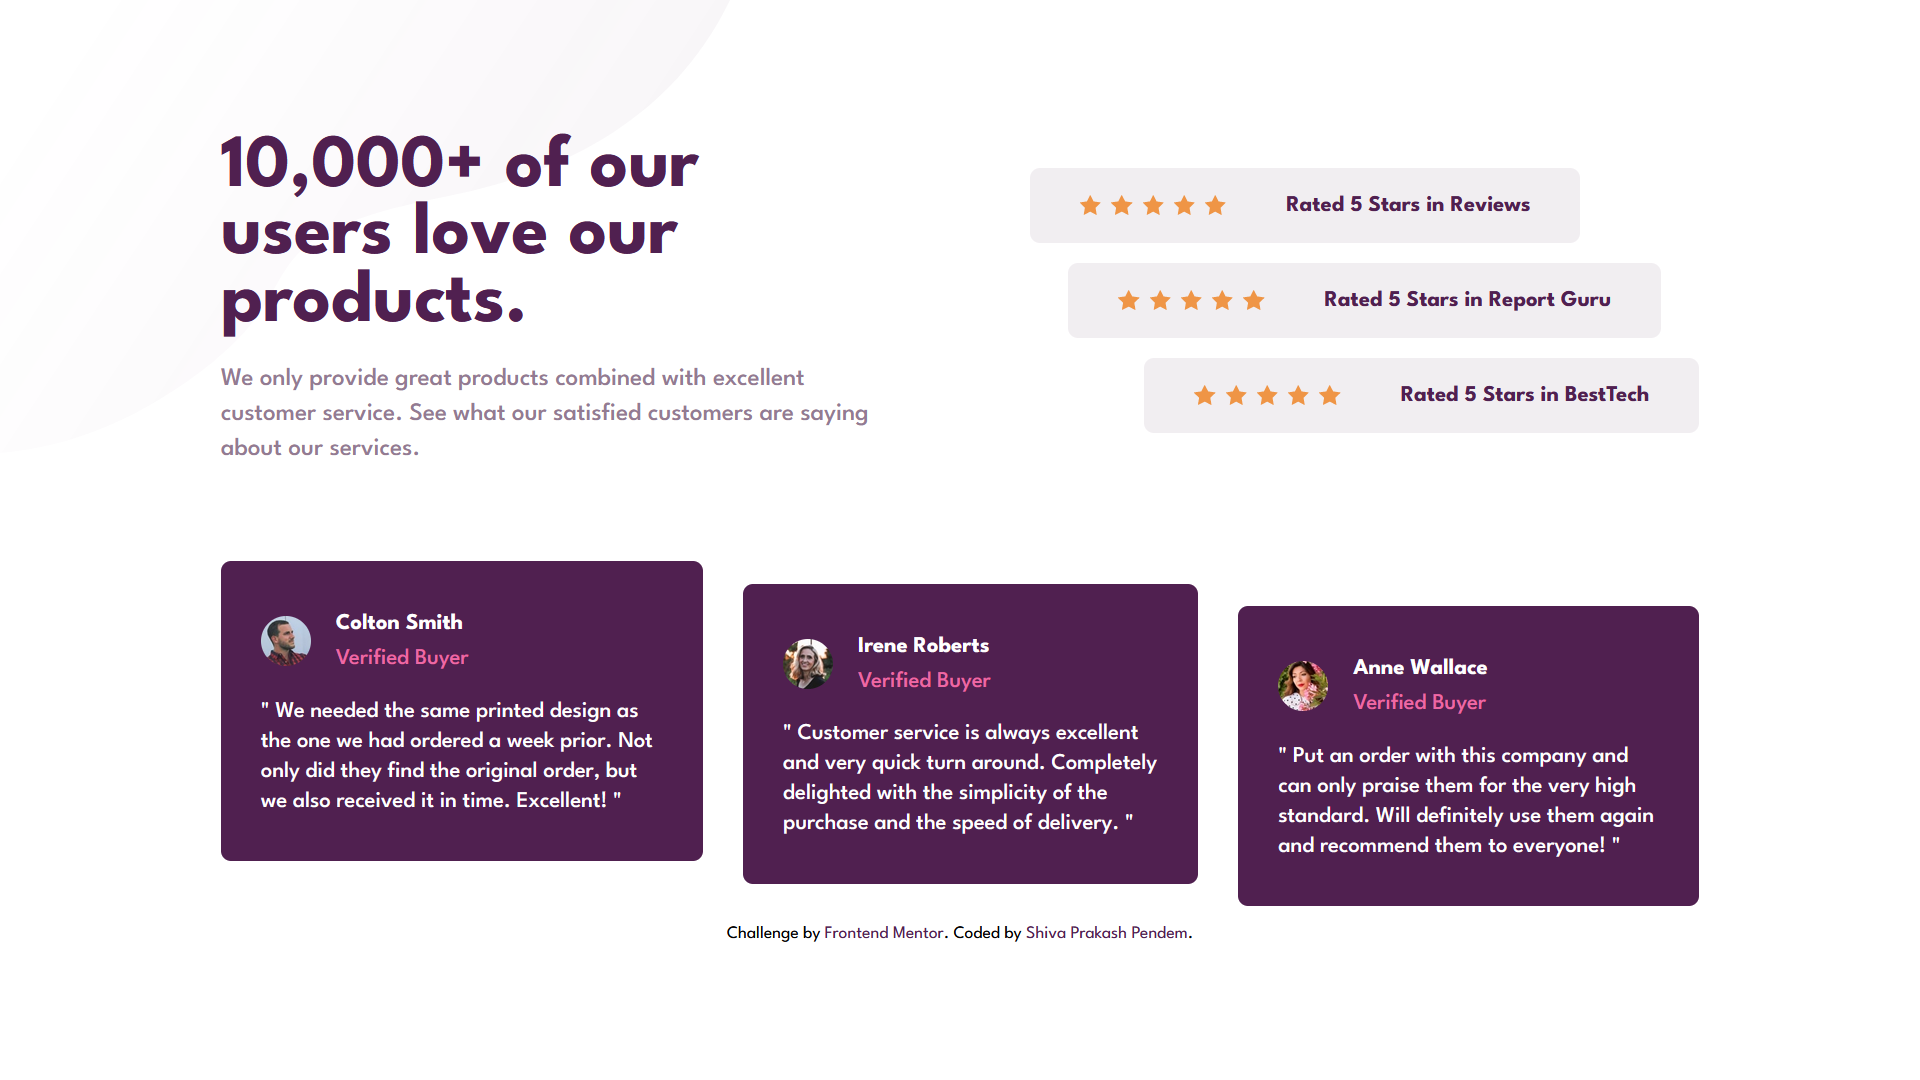 10,000+ of our
users love our
products.
We only provide great products combined with excellent
customer service. See what our satisfied customers are saying
about our services.
Rated 5 Stars in Reviews
Rated 5 Stars in Report Guru
Rated 5 Stars in BestTech
Colton Smith
Verified Buyer
" We needed the same printed design as
the one we had ordered a week prior. Not
only did they find the original order, but
we also received it in time. Excellent! "
Irene Roberts
Verified Buyer
" Customer service is always excellent
and very quick turn around. Completely
delighted with the simplicity of the
purchase and the speed of delivery. "
Anne Wallace
Verified Buyer
" Put an order with this company and
can only praise them for the very high
standard. Will definitely use them again
and recommend them to everyone! "
Challenge by Frontend Mentor. Coded by Shiva Prakash Pendem.